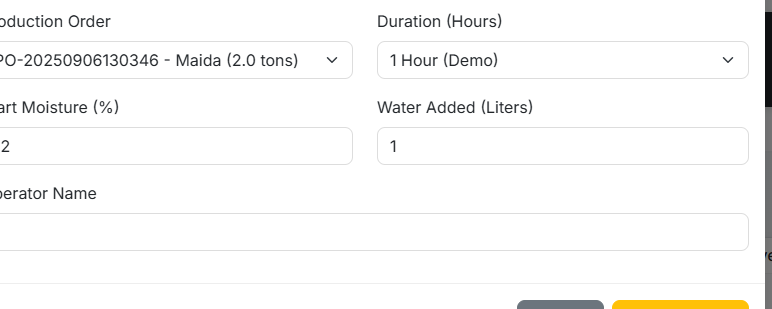 oduction Order
Duration (Hours)
PO-20250906130346 - Maida (2.0 tons)
1 Hour (Demo)
art Moisture (%)
Water Added (Liters)
2
1
erator Name